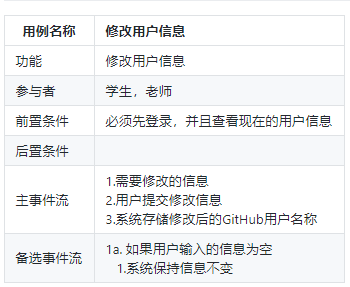 用例名称 修改用户信息
功能 修改用户信息
参与者 学生，老师
前置条件 必须先登录，并且查看现在的用户信息
后置条件
主事件流 1.需要修改的信息
2.用户提交修改信息
3.系统存储修改后的GitHub用户名称
备选事件流 1a. 如果用户输入的信息为空
1.系统保持信息不变